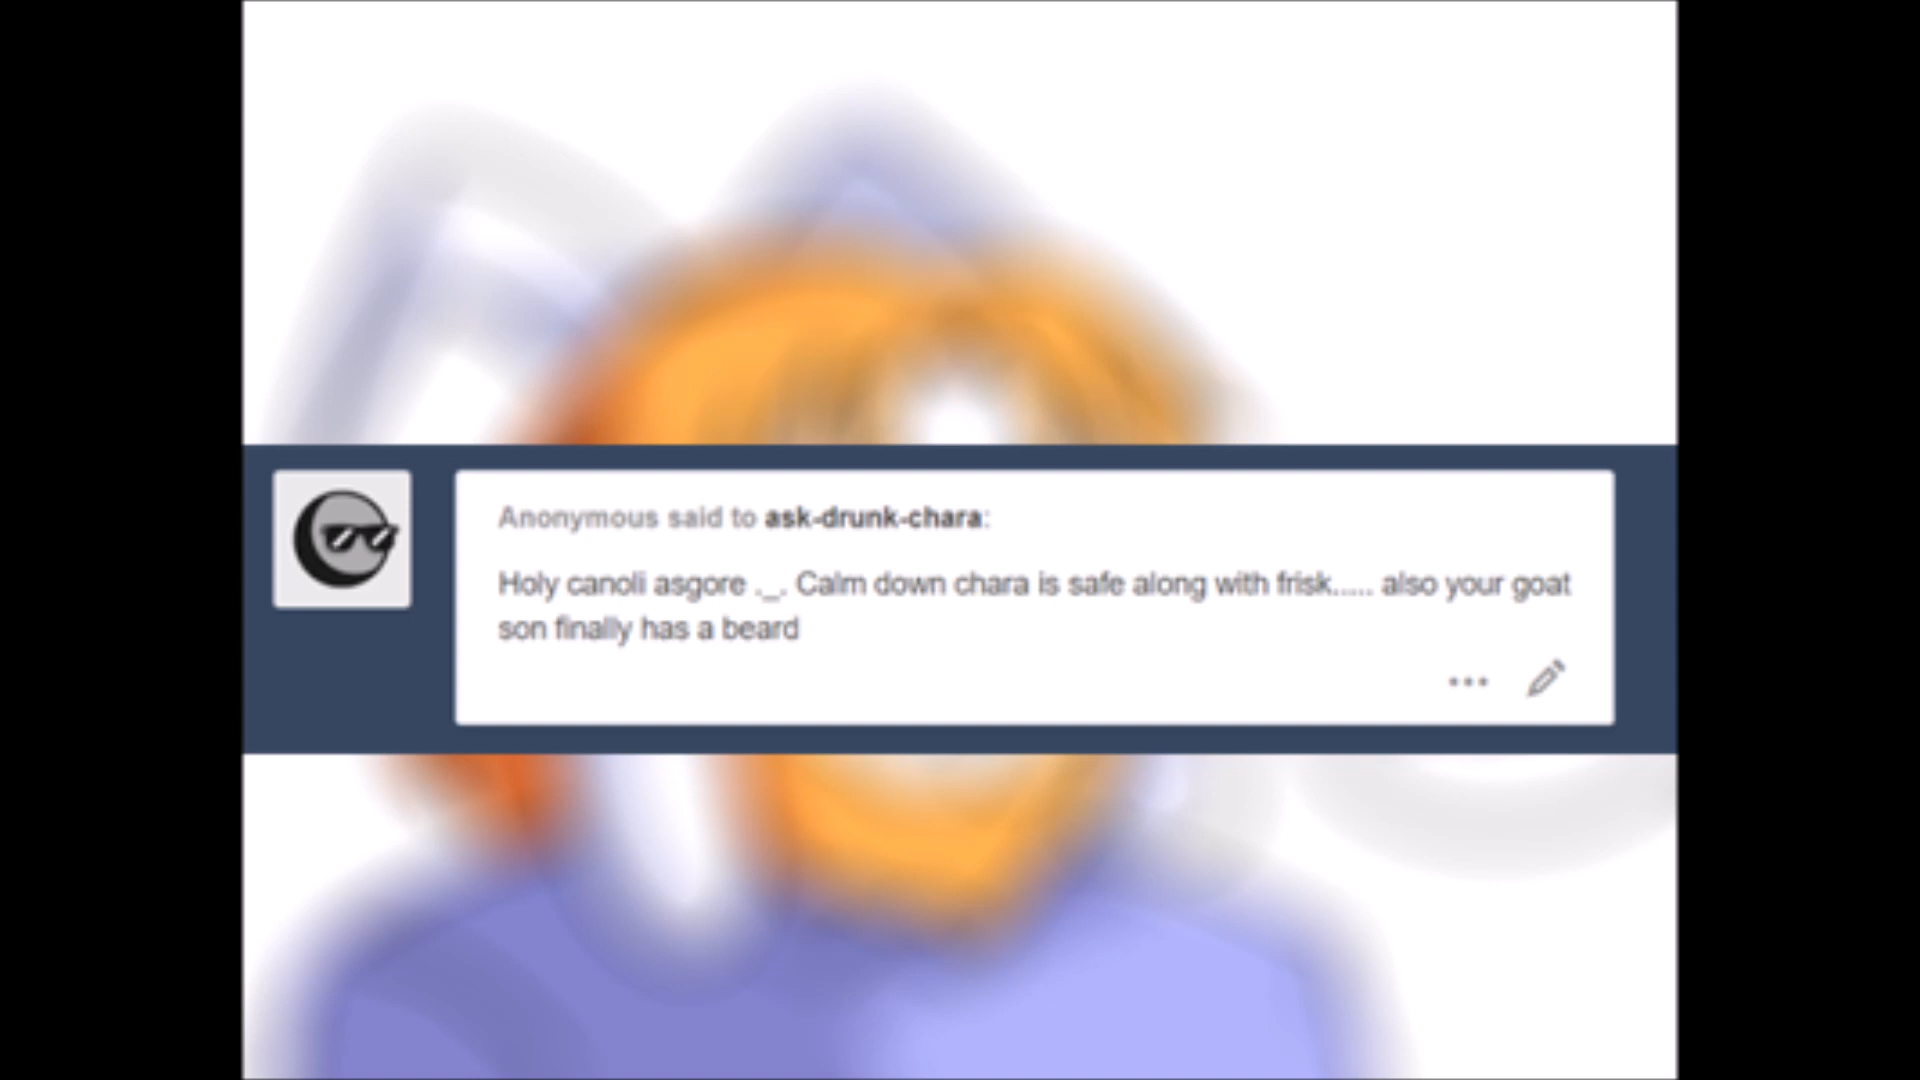 Anonymous said to ask-drunk-chara:
Holy canoli asgore ._. Calm down chara is safe along with frisk..... also your goat
son finally has a beard